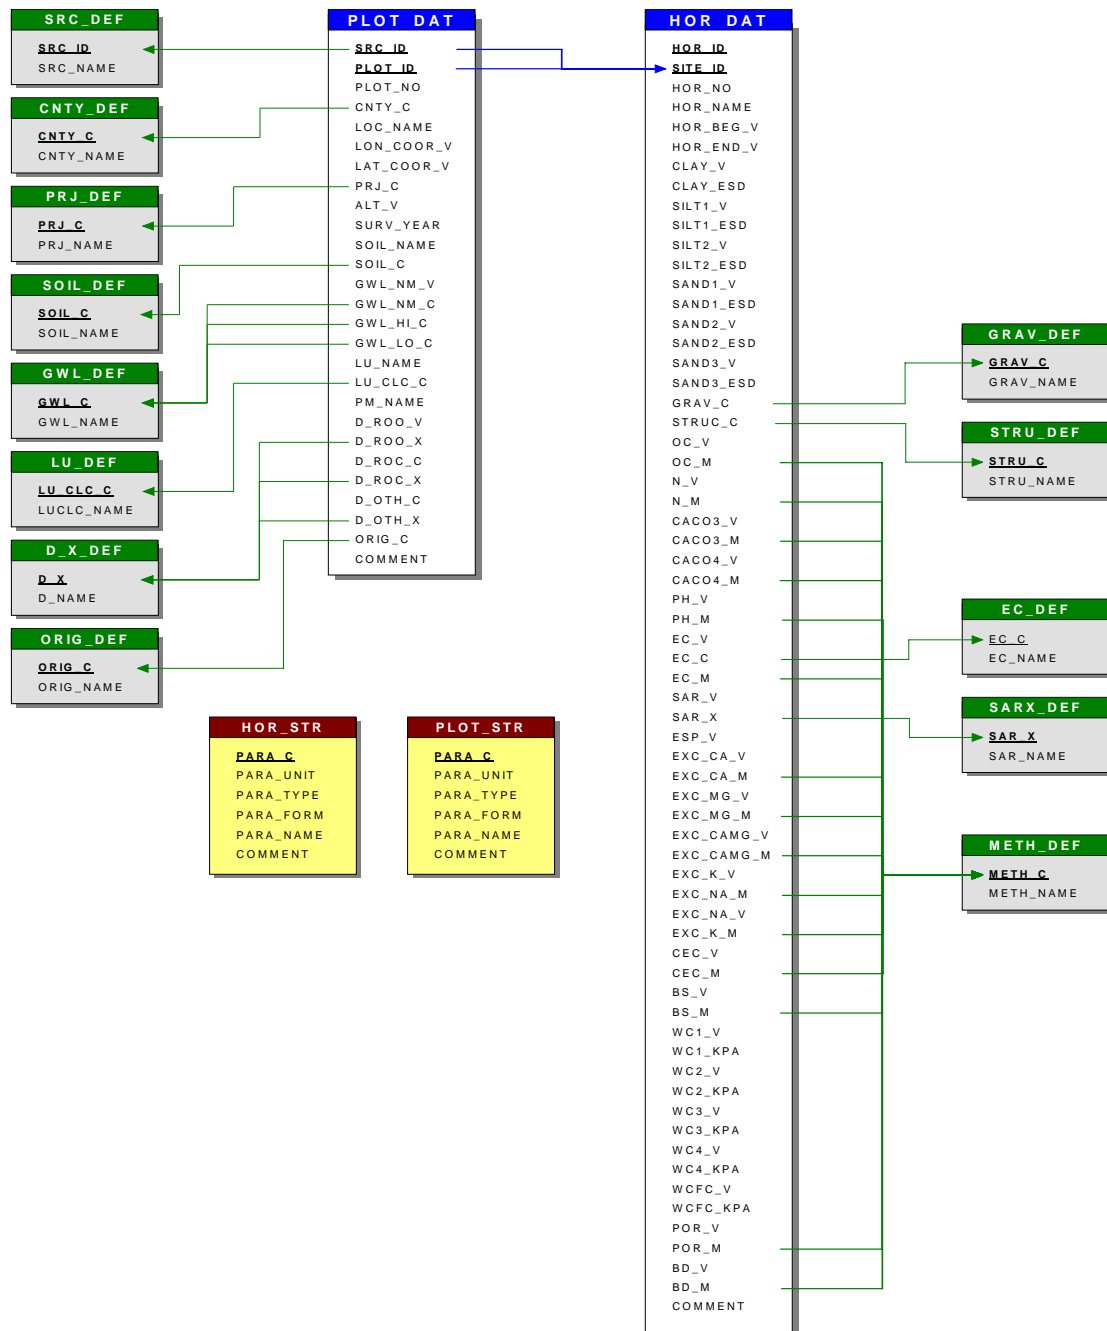 SRC_DEF
SRC_ID
SRC_NAME
CNTY_DEF
CNTY_C
CNTY_NAME
PRJ_DEF
PRJ_C
PRJ_NAME
SOIL_DEF
SOIL_C
SOIL_NAME
GWL_DEF
GWL_C
GWL_NAME
LU_DEF
LU_CLC_C
LUCLC_NAME
D_X_DEF
D_X
D_NAME
ORIG_DEF
ORIG_C
ORIG_NAME
PLOT_DAT
SRC_ID
PLOT_ID
PLOT_NO
CNTY_C
LOC_NAME
LON_COOR_V
LAT_COOR_V
PRJ_C
ALT_V
SURV_YEAR
SOIL_NAME
SOIL_C
GWL_NM_V
GWL_NM_C
GWL_HI_C
GWL_LO_C
LU_NAME
LU_CLC_C
PM_NAME
D_ROO_V
D_ROO_X
D_ROC_C
D_ROC_X
D_OTH_C
D_OTH_X
ORIG_C
COMMENT
HOR_STR
PARA_C
PARA_UNIT
PARA_TYPE
PARA_FORM
PARA_NAME
COMMENT
PLOT_STR
PARA_C
PARA_UNIT
PARA_TYPE
PARA_FORM
PARA_NAME
COMMENT
HOR_DAT
HOR_ID
SITE_ID
HOR_NO
HOR_NAME
HOR_BEG_V
HOR_END_V
CLAY_V
CLAY_ESD
SILT1_V
SILT1_ESD
SILT2_V
SILT2_ESD
SAND1_V
SAND1_ESD
SAND2_V
SAND2_ESD
SAND3_V
SAND3_ESD
GRAV_C
STRUC_C
OC_V
OC_M
N_V
N_M
CACO3_V
CACO3_M
CACO4_V
CACO4_M
PH_V
PH_M
EC_V
EC_C
EC_M
SAR_V
SAR_X
ESP_V
EXC_CA_V
EXC_CA_M
EXC_MG_V
EXC_MG_M
EXC_CAMG_V
EXC_CAMG_M
EXC_K_V
EXC_NA_M
EXC_NA_V
EXC_K_M
CEC_V
CEC_M
BS_V
BS_M
WC1_V
WC1_KPA
WC2_V
WC2_KPA
WC3_V
WC3_KPA
WC4_V
WC4_KPA
WCFC_V
WCFC_KPA
POR_V
POR_M
BD_V
BD_M
COMMENT
GRAV_DEF
GRAV_C
GRAV_NAME
STRU_DEF
STRU_C
STRU_NAME
EC_DEF
EC_C
EC_NAME
SARX_DEF
SAR_X
SAR_NAME
METH_DEF
METH_C
METH_NAME